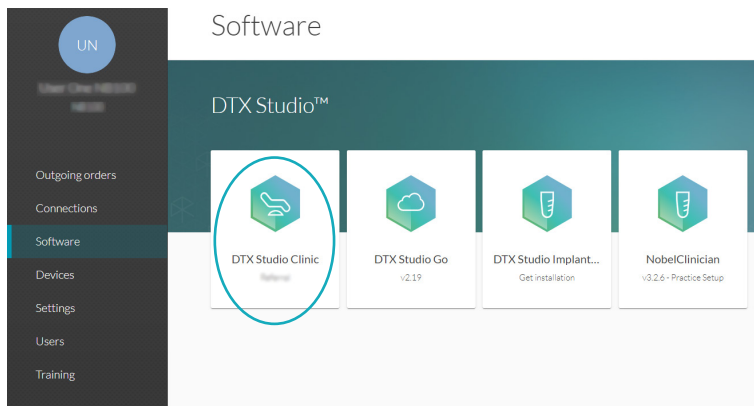 UN
Software
DTX Studio™
Outgoing orders
Connections
Software
Devices
Settings
Users
Training
DTX Studio Clinic
DTX Studio Go
v2.19
DTX Studio Implant...
Get installation
NobelClinician
v3.2.6 - Practice Setup